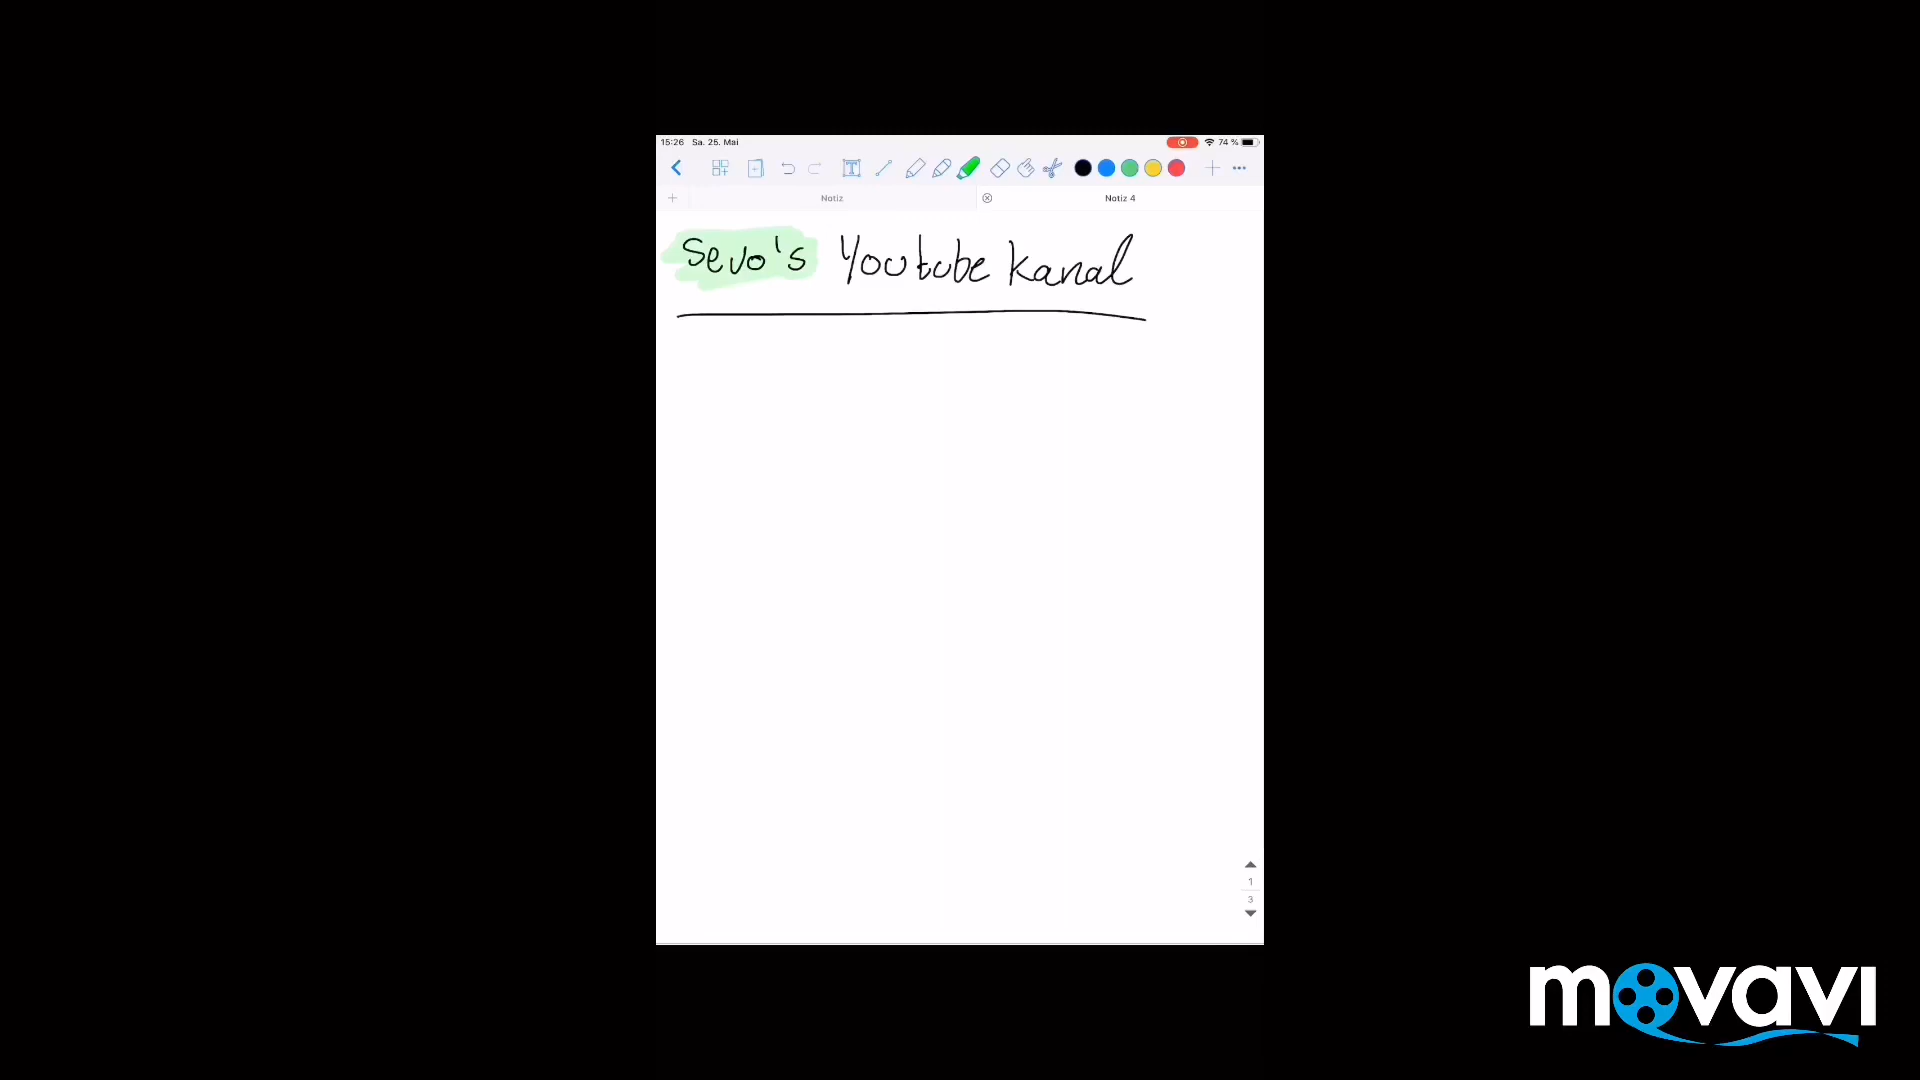 15:26 Sa. 25. Mai 74 %
T
Notiz Notiz 4
Sevo's Youtube kanal
1
3
movavi